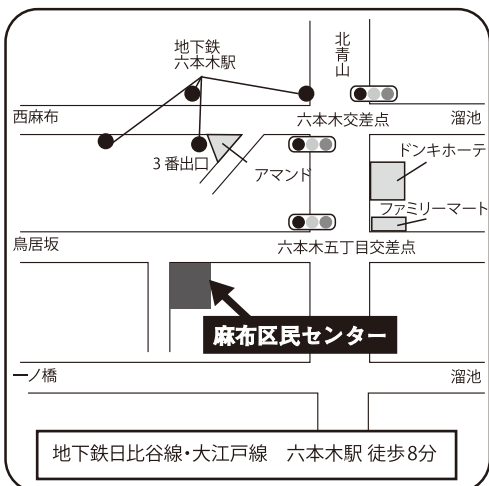 北青山
地下鉄
六本木駅
西麻布
六本木交差点
溜池
3番出口
アマンド
ドンキホーテ
ファミリーマート
鳥居坂
六本木五丁目交差点
麻布区民センター
一ノ橋
溜池
地下鉄日比谷線・大江戸線　六本木駅 徒歩8分